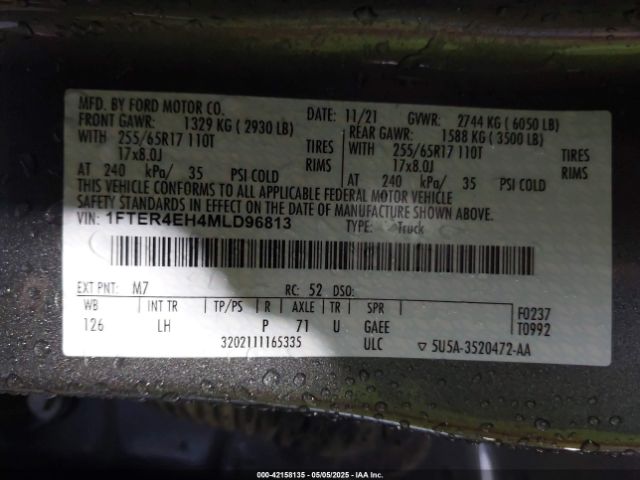 MFD. BY FORD MOTOR CO.
DATE: 11/21 GVWR: 2744 KG ( 6050 LB)
FRONT GAWR: 1329 KG ( 2930 LB) REAR GAWR: 1588 KG ( 3500 LB)
WITH 255/65R17 110T TIRES WITH 255/65R17 110T TIRES
17x8.0J RIMS 17x8.0J RIMS
AT 240 kPa/ 35 PSI COLD AT 240 kPa/ 35 PSI COLD
THIS VEHICLE CONFORMS TO ALL APPLICABLE FEDERAL MOTOR VEHICLE
SAFETY STANDARDS IN EFFECT ON THE DATE OF MANUFACTURE SHOWN ABOVE.
VIN: 1FTER4EH4MLD96813 TYPE: Truck
EXT PNT: M7 RC: 52 DSO:
WB INT TR TP/PS R AXLE TR SPR F0237
126 LH P 71 U GAEE T0992
3202111165335 ULC ▽ 5U5A-3520472-AA
000-42158135 - 05/05/2025 - IAA Inc.